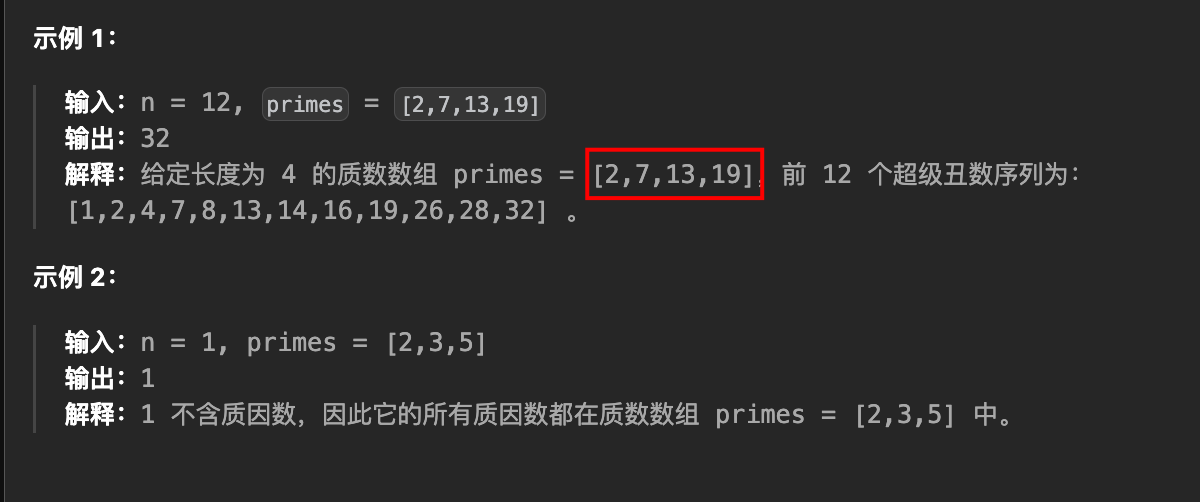 示例 1：
输入：n = 12, primes = [2,7,13,19]
输出：32
解释：给定长度为 4 的质数数组 primes = [2,7,13,19]，前 12 个超级丑数序列为：
[1,2,4,7,8,13,14,16,19,26,28,32] 。
示例 2：
输入：n = 1, primes = [2,3,5]
输出：1
解释：1 不含质因数，因此它的所有质因数都在质数数组 primes = [2,3,5] 中。